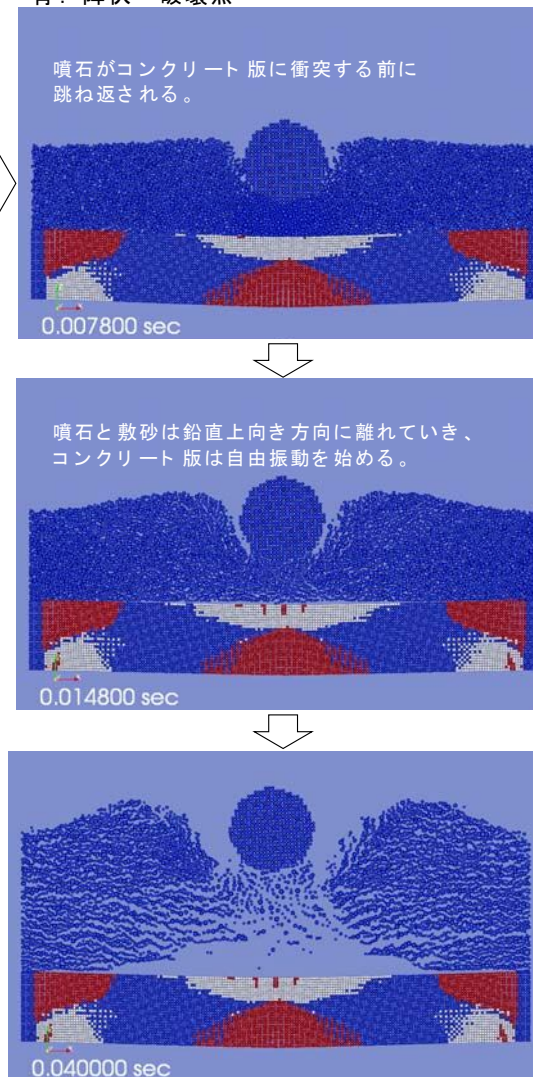 噴石がコンクリート版に衝突する前に
跳ね返される。
0.007800 sec
噴石と敷砂は鉛直上向き方向に離れていき、
コンクリート版は自由振動を始める。
0.014800 sec
0.040000 sec